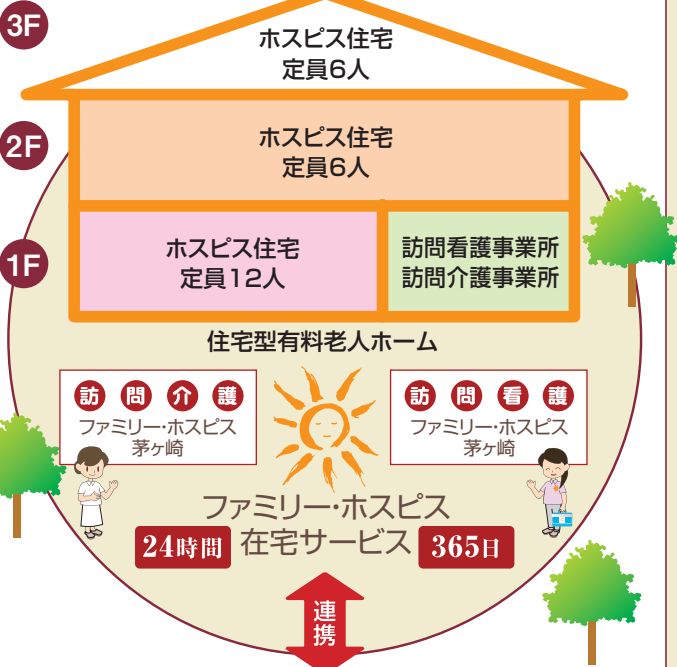 3F
ホスピス住宅
定員6人
2F
ホスピス住宅
定員6人
1F
ホスピス住宅
定員12人
訪問看護事業所
訪問介護事業所
住宅型有料老人ホーム
訪問介護
ファミリー・ホスピス
茅ヶ崎
訪問看護
ファミリー・ホスピス
茅ヶ崎
ファミリー・ホスピス
24時間 在宅サービス 365日
連携